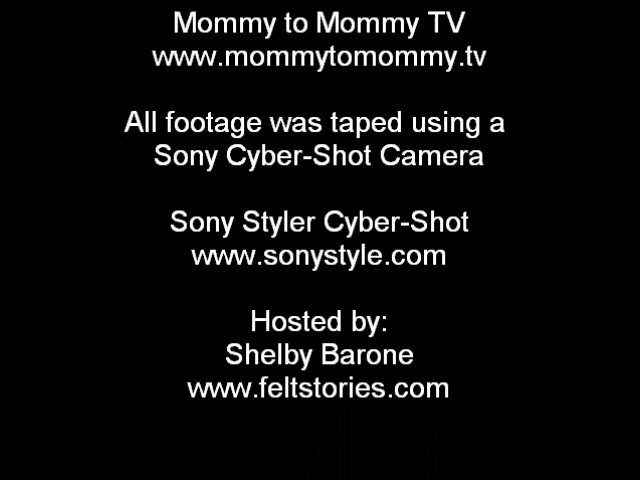 Mommy to Mommy TV
www.mommytomommy.tv
All footage was taped using a
Sony Cyber-Shot Camera
Sony Styler Cyber-Shot
www.sonystyle.com
Hosted by:
Shelby Barone
www.feltstories.com